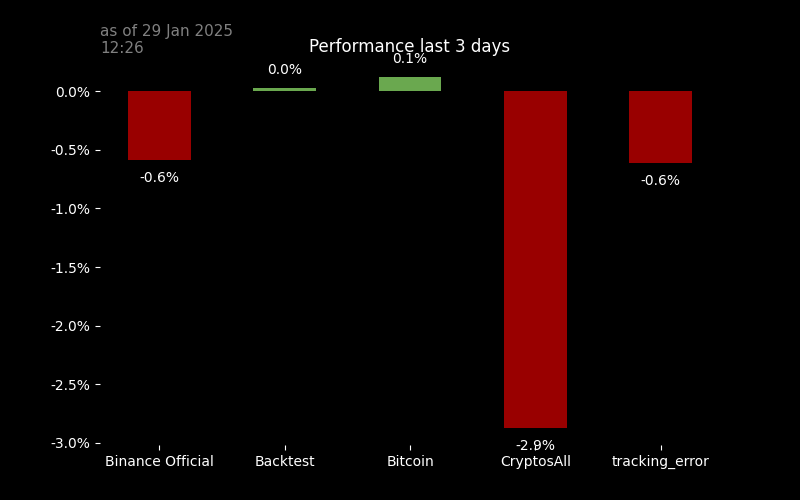 as of 29 Jan 2025
12:26
Performance last 3 days
0.0%
0.1%
0.0%
-0.5%
-1.0%
-1.5%
-2.0%
-2.5%
-3.0%
-0.6%
-0.6%
-2.9%
Binance Official
Backtest
Bitcoin
CryptosAll
tracking_error